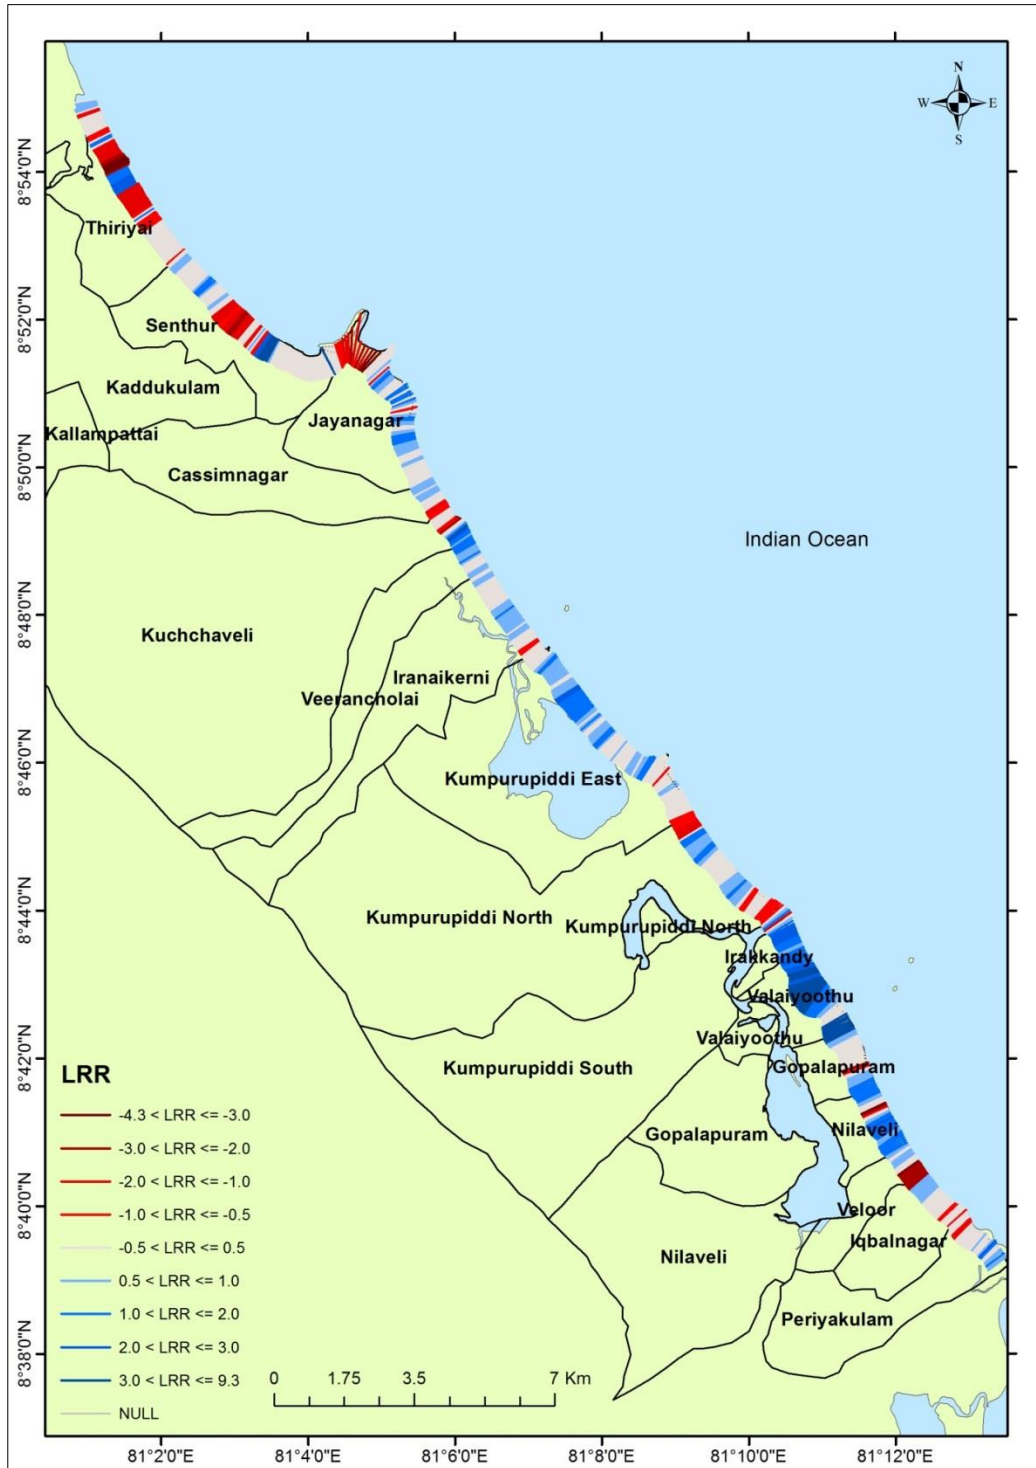 N
W E
S
8°54'0"N
Thiriyai
8°52'0"N
Senthur
Kaddukulam
Jayanagar
Kallampattai
8°50'0"N
Cassimnagar
Indian Ocean
8°48'0"N
Kuchchaveli
Iranaikerni
Veerancholai
8°46'0"N
Kumpurupiddi East
8°44'0"N
Kumpurupiddi North
Kumpurupiddi North
Irakkandy
Valaiyoothu
Valaiyoothu
8°42'0"N
Kumpurupiddi South
Gopalapuram
Gopalapuram
Nilaveli
8°40'0"N
Veloor
Iqbalnagar
Nilaveli
Periyakulam
8°38'0"N
LRR
-4.3 < LRR <= -3.0
-3.0 < LRR <= -2.0
-2.0 < LRR <= -1.0
-1.0 < LRR <= -0.5
-0.5 < LRR <= 0.5
0.5 < LRR <= 1.0
1.0 < LRR <= 2.0
2.0 < LRR <= 3.0
3.0 < LRR <= 9.3
NULL
0 1.75 3.5 7 Km
81°2'0"E 81°4'0"E 81°6'0"E 81°8'0"E 81°10'0"E 81°12'0"E